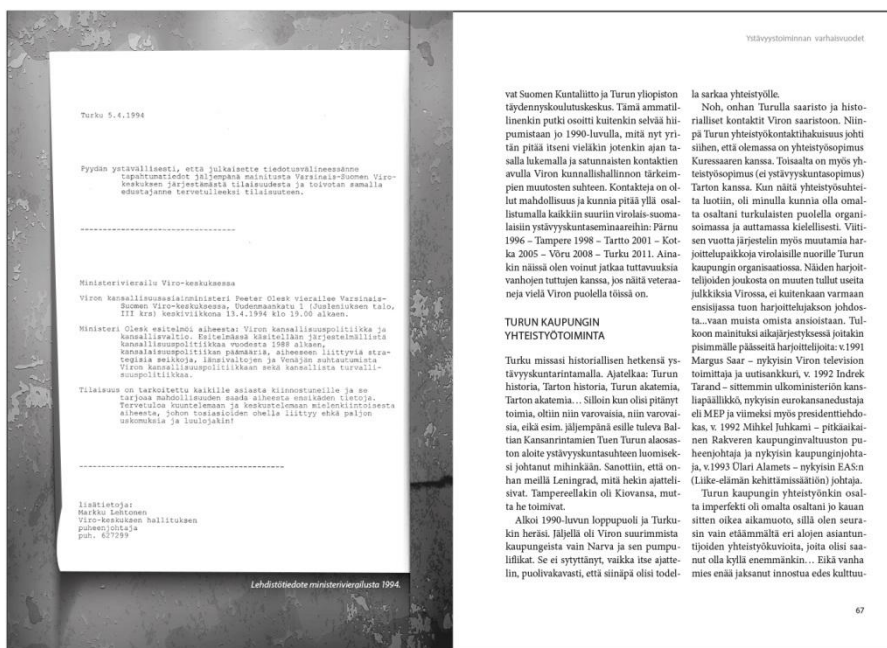 Turku 5.4.1994
Pyydän ystävällisesti, että julkaisette tiedotusvälineessänne
tapahtumatiedot jäljempänä mainitusta Varsinais-Suomen Viro-
keskuksen järjestämästä tilaisuudesta ja toivotan samalla
edustajanne tervetulleeksi tilaisuuteen.
--------------------------------
Ministerivierailu Viro-keskuksessa
Viron kansallisuusasiainministeri Peeter Olesk vierailee Varsinais-
Suomen Viro-keskuksessa, Uudenmaankatu 1 (Jusleniuksen talo,
III krs) keskiviikkona 13.4.1994 klo 19.00 alkaen.
Ministeri Olesk esitelmöi aiheesta: Viron kansallisuuspolitiikka ja
kansallisvaltio. Esitelmässä käsitellään järjestelmällistä
kansallisuuspolitiikkaa vuodesta 1988 alkaen,
kansalaisuuspolitiikan päämääriä, aiheeseen liittyviä stra-
tegisia seikkoja, länsivaltojen ja Venäjän suhtautumista
Viron kansallisuuspolitiikkaan sekä kansallista turvalli-
suuspolitiikkaa.
Tilaisuus on tarkoitettu kaikille asiasta kiinnostuneille ja se
tarjoaa mahdollisuuden saada aiheesta ensikäden tietoja.
Tervetuloa kuuntelemaan ja keskustelemaan mielenkiintoisesta
aiheesta, johon tosiasioiden ohella liittyy ehkä paljon
uskomuksia ja luulojakin!
----------------------------------------
lisätietoja:
Markku Lehtonen
Viro-keskuksen hallituksen
puheenjohtaja
puh. 627299
Lehdistötiedote ministerivierailusta 1994.
Ystävyystoiminnan varhaisvuodet
vat Suomen Kuntaliitto ja Turun yliopiston
täydennyskoulutuskeskus. Tämä ammatil-
linenkin putki osoitti kuitenkin selvää hii-
pumistaan jo 1990-luvulla, mitä nyt yri-
tän pitää itseni vieläkin jotenkin ajan ta-
salla lukemalla ja satunnaisten kontaktien
avulla Viron kunnallishallinnon tärkeim-
pien muutosten suhteen. Kontakteja on ol-
lut mahdollisuus ja kunnia pitää yllä osal-
listumalla kaikkiin suuriin virolais-suoma-
laisiin ystävyyskuntaseminaareihin: Pärnu
1996 – Tampere 1998 – Tartto 2001 – Kot-
ka 2005 – Võru 2008 – Turku 2011. Aina-
kin näissä olen voinut jatkaa tuttavuuksia
vanhojen tuttujen kanssa, jos näitä veteraa-
neja vielä Viron puolella töissä on.
TURUN KAUPUNGIN
YHTEISTYÖTOIMINTA
Turku missasi historiallisen hetkensä ys-
tävyyskuntarintamalla. Ajatelkaa: Turun
historia, Tarton historia, Turun akatemia,
Tarton akatemia… Silloin kun olisi pitänyt
toimia, oltiin niin varovaisia, niin varovai-
sia, eikä esim. jäljempänä esille tuleva Bal-
tian Kansanrintamien Tuen Turun alaosas-
ton aloite ystävyyskuntasuhteen luomisek-
si johtanut mihinkään. Sanottiin, että on-
han meillä Leningrad, mitä hekin ajatteli-
sivat. Tampereellakin oli Kiovansa, mut-
ta he toimivat.
Alkoi 1990-luvun loppupuoli ja Turku-
kin heräsi. Jäljellä oli Viron suurimmista
kaupungeista vain Narva ja sen pumpu-
liflikat. Se ei sytyttänyt, vaikka itse ajatte-
lin, puolivakavasti, että siinäpä olisi todel-
la sarkaa yhteistyölle.
Noh, onhan Turulla saaristo ja histo-
rialliset kontaktit Viron saaristoon. Niin-
pä Turun yhteistyökontaktihakuisuus johti
siihen, että olemassa on yhteistyösopimus
Kuressaaren kanssa. Toisaalta on myös yh-
teistyösopimus (ei ystävyyskuntasopimus)
Tarton kanssa. Kun näitä yhteistyösuhtei-
ta luotiin, oli minulla kunnia olla omal-
ta osaltani turkulaisten puolella organi-
soimassa ja auttamassa kielellisesti. Viiti-
sen vuotta järjestelin myös muutamia har-
joittelupaikkoja virolaisille nuorille Turun
kaupungin organisaatiossa. Näiden harjoit-
telijoiden joukosta on muuten tullut useita
julkkiksia Virossa, ei kuitenkaan varmaan
ensisijassa tuon harjoittelujakson johdos-
ta...vaan muista omista ansioistaan. Tul-
koon mainituksi aikajärjestyksessä joitakin
pisimmälle päässeitä harjoittelijoita: v.1991
Margus Saar – nykyisin Viron television
toimittaja ja uutisankkuri, v. 1992 Indrek
Tarand – sittemmin ulkoministeriön kans-
liapäällikkö, nykyisin eurokansanedustaja
eli MEP ja viimeksi myös presidenttiehdo-
kas, v. 1992 Mihkel Juhkami – pitkäaikai-
nen Rakveren kaupunginvaltuuston pu-
heenjohtaja ja nykyisin kaupunginjohta-
ja, v.1993 Ülari Alamets – nykyisin EAS:n
(Liike-elämän kehittämissäätiön) johtaja.
Turun kaupungin yhteistyönkin osal-
ta imperfekti oli omalta osaltani jo kauan
sitten oikea aikamuoto, sillä olen seuran-
sin vain etäämmältä eri alojen asiantun-
tijoiden yhteistyökuvioita, joita olisi saa-
nut olla kyllä enemmänkin… Eikä vanha
mies enää jaksanut innostua edes kulttuu-
67